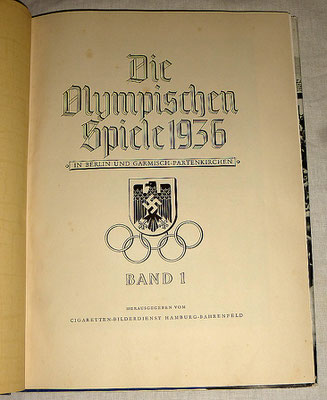 Die
Olympischen
Spiele 1936
IN BERLIN UND GARMISCH-PARTENKIRCHEN
BAND 1
HERAUSGEGEBEN VOM
CIGARETTEN-BILDERDIENST HAMBURG-BAHRENFELD